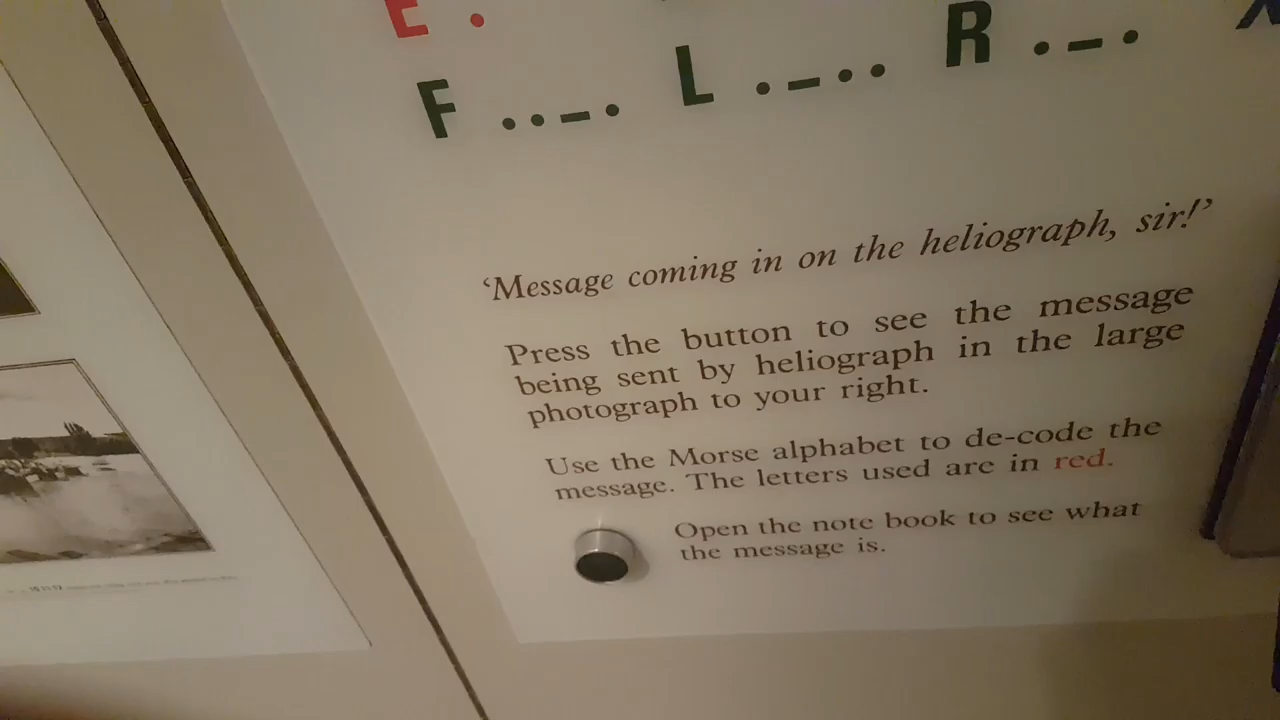 E .
F . . – . L . – . . R . – .
‘Message coming in on the heliograph, sir!’
Press the button to see the message
being sent by heliograph in the large
photograph to your right.
Use the Morse alphabet to de-code the
message. The letters used are in red.
Open the note book to see what
the message is.